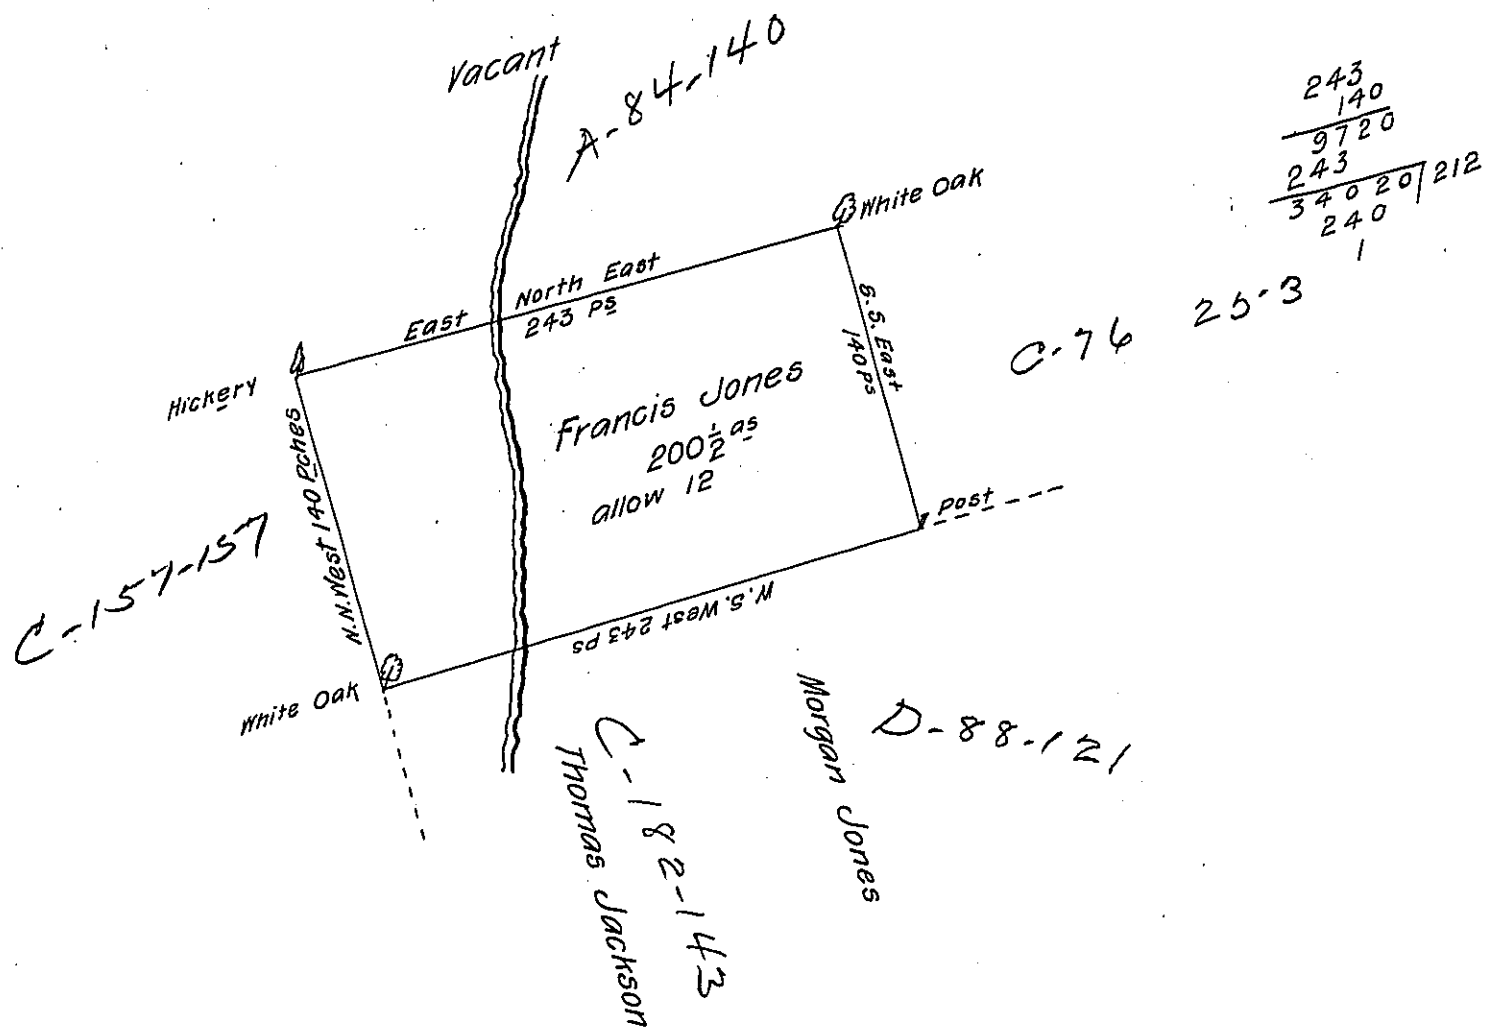 Vacant
A-84-140
243
140
9720
243
34020 | 212
240
1
White Oak
East North East
243 Ps
Hickery
S.S. East
140 Ps
C-76 25-3
Francis Jones
200½ as
allow 12
N.N.West 140 Pches
Post
C-157-157
W.S.West 243 ps
White Oak
Morgan Jones
D-88-121
C-182-143
Thomas Jackson